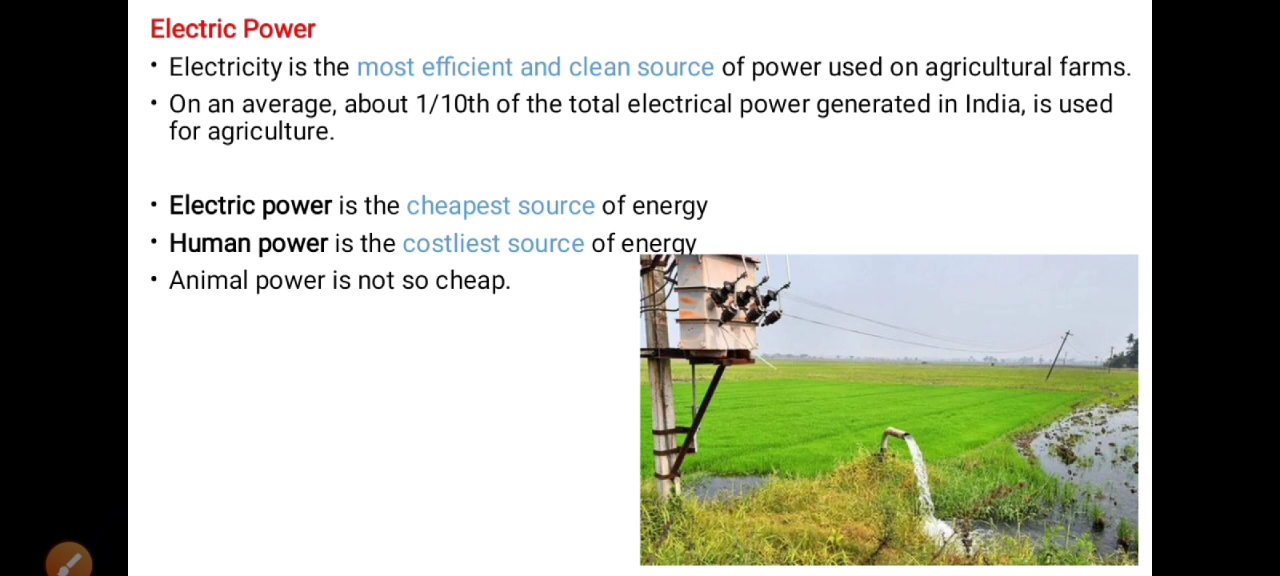 Electric Power
• Electricity is the most efficient and clean source of power used on agricultural farms.
• On an average, about 1/10th of the total electrical power generated in India, is used
for agriculture.
• Electric power is the cheapest source of energy
• Human power is the costliest source of energy
• Animal power is not so cheap.